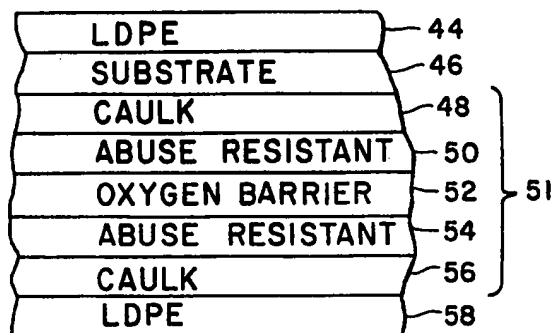 LDPE 44
SUBSTRATE 46
CAULK 48
ABUSE RESISTANT 50
OXYGEN BARRIER 52 51
ABUSE RESISTANT 54
CAULK 56
LDPE 58